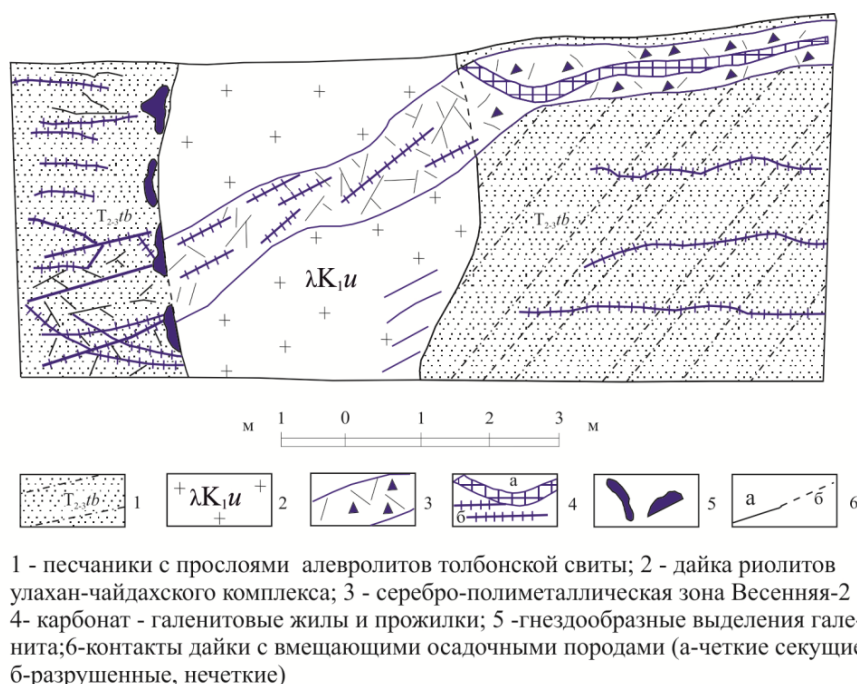 T₂₋₃tb
T₂₋₃tb
λK₁u
м 1 0 1 2 3 м
T₂₋₃tb 1 λK₁u 2 3 а б 4 5 а б 6
1 - песчаники с прослоями алевролитов толбонской свиты; 2 - дайка риолитов
улахан-чайдахского комплекса; 3 - серебро-полиметаллическая зона Весенняя-2
4- карбонат - галенитовые жилы и прожилки; 5 -гнездообразные выделения гале-
нита;6-контакты дайки с вмещающими осадочными породами (а-четкие секущие
б-разрушенные, нечеткие)